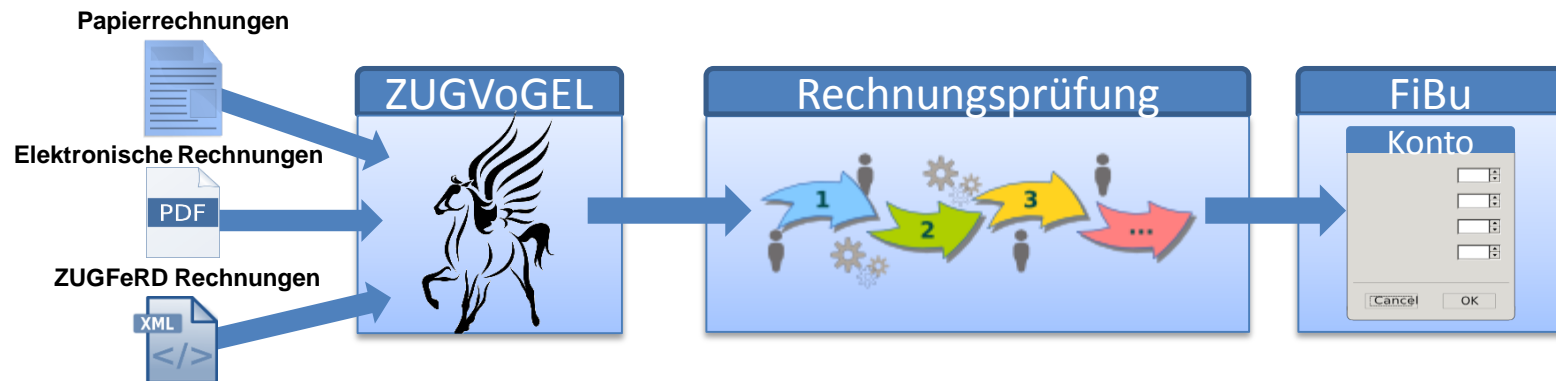 Papierrechnungen
Elektronische Rechnungen
PDF
ZUGFeRD Rechnungen
XML
</>
ZUGVoGEL
Rechnungsprüfung
1
2
3
...
FiBu
Konto
Cancel
OK